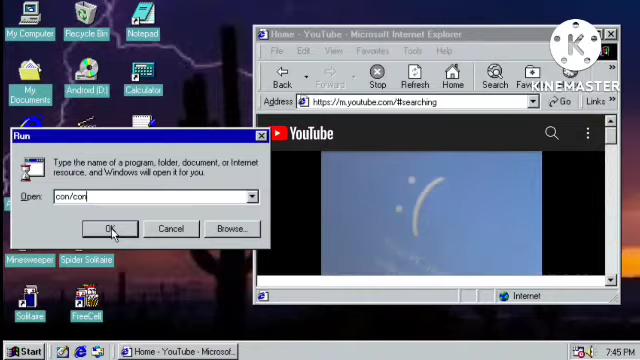 My Computer
Recycle Bin
Notepad
My Documents
Android (D:)
Calculator
Minesweeper
Spider Solitaire
Solitaire
FreeCell
Run
Type the name of a program, folder, document, or Internet
resource, and Windows will open it for you.
Open:
con/con
OK
Cancel
Browse...
Home - YouTube - Microsoft Internet Explorer
File
Edit
View
Favorites
Tools
Help
Back
Forward
Stop
Refresh
Home
Search
Favorites
KINEMASTER
Address
https://m.youtube.com/#searching
Go
Links
YouTube
Internet
Start
Home - YouTube - Microsof...
7:45 PM